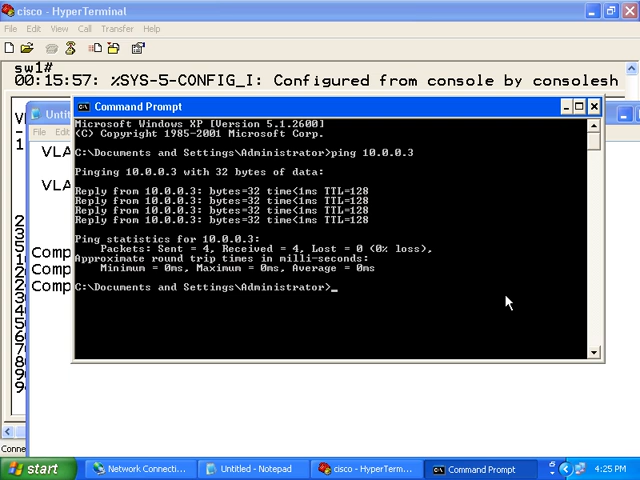 cisco - HyperTerminal
File Edit View Call Transfer Help
sw1#
00:15:57: %SYS-5-CONFIG_I: Configured from console by consolesh
Command Prompt
Microsoft Windows XP [Version 5.1.2600]
(C) Copyright 1985-2001 Microsoft Corp.
C:\Documents and Settings\Administrator>ping 10.0.0.3
Pinging 10.0.0.3 with 32 bytes of data:
Reply from 10.0.0.3: bytes=32 time<1ms TTL=128
Reply from 10.0.0.3: bytes=32 time<1ms TTL=128
Reply from 10.0.0.3: bytes=32 time<1ms TTL=128
Reply from 10.0.0.3: bytes=32 time<1ms TTL=128
Ping statistics for 10.0.0.3:
Packets: Sent = 4, Received = 4, Lost = 0 (0% loss),
Approximate round trip times in milli-seconds:
Minimum = 0ms, Maximum = 0ms, Average = 0ms
C:\Documents and Settings\Administrator>_
File Edit
VLA
VLA
Comp
Comp
Comp
start Network Connecti... Untitled - Notepad cisco - HyperTerm... Command Prompt 4:25 PM